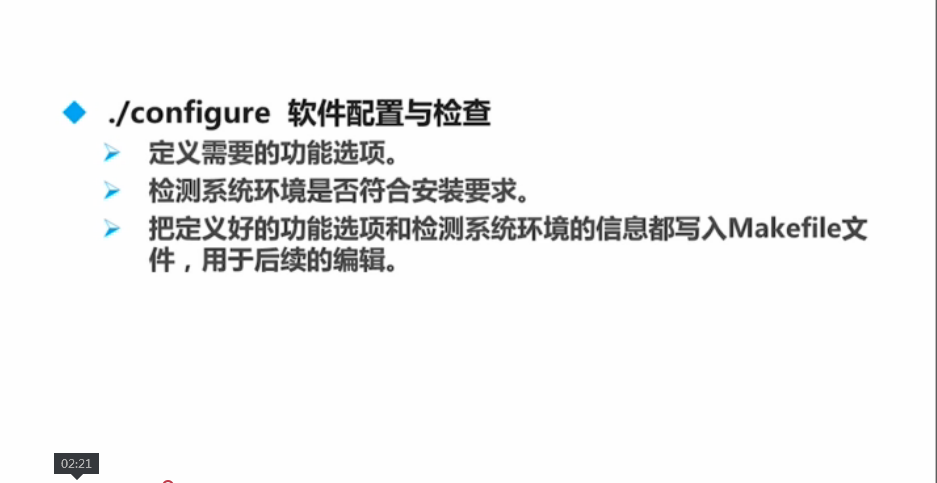 ./configure 软件配置与检查
定义需要的功能选项。
检测系统环境是否符合安装要求。
把定义好的功能选项和检测系统环境的信息都写入Makefile文
件，用于后续的编辑。
02:21